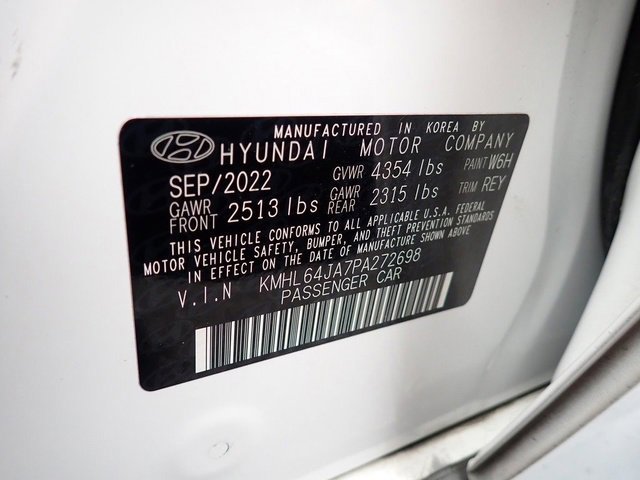 MANUFACTURED IN KOREA BY
HYUNDAI MOTOR COMPANY
SEP/2022 GVWR 4354 lbs PAINT W6H
GAWR FRONT 2513 lbs GAWR REAR 2315 lbs TRIM REY
THIS VEHICLE CONFORMS TO ALL APPLICABLE U.S.A. FEDERAL
MOTOR VEHICLE SAFETY, BUMPER, AND THEFT PREVENTION STANDARDS
IN EFFECT ON THE DATE OF MANUFACTURE SHOWN ABOVE.
V.I.N KMHL64JA7PA272698
PASSENGER CAR